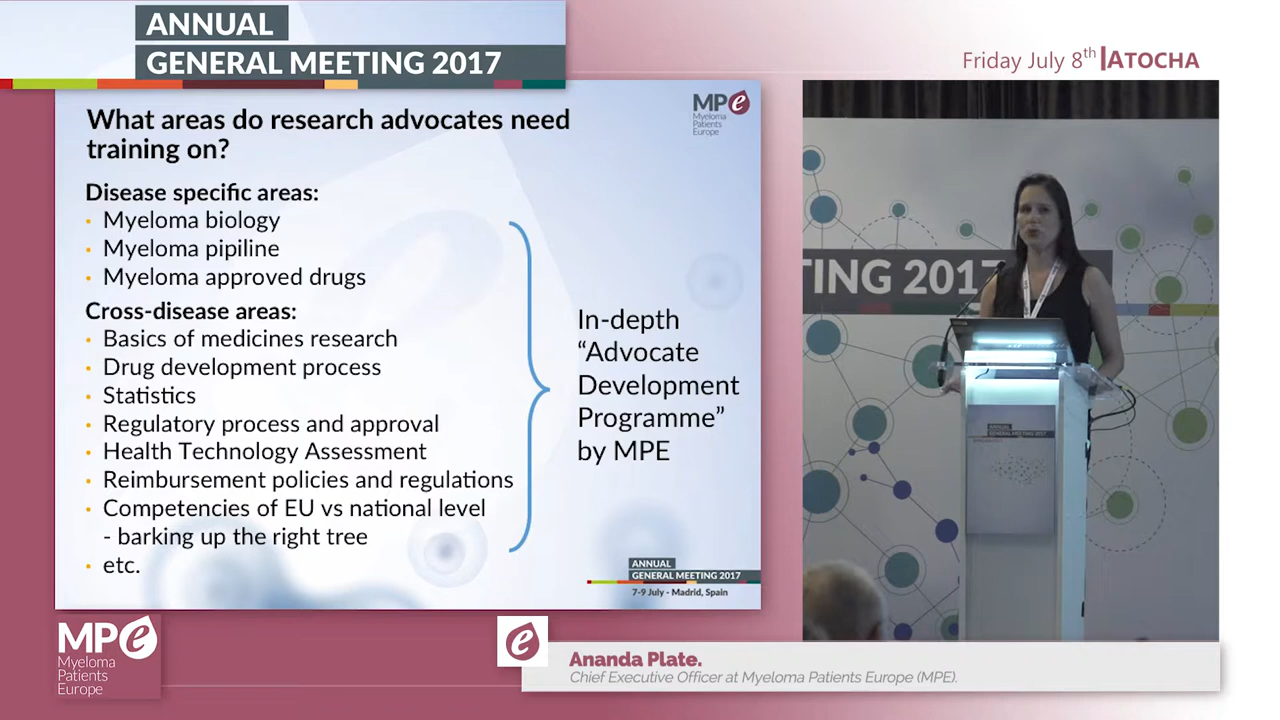 ANNUAL
GENERAL MEETING 2017
Friday July 8th |ATOCHA
What areas do research advocates need
training on?
MPe
Myeloma
Patients
Europe
Disease specific areas:
• Myeloma biology
• Myeloma pipiline
• Myeloma approved drugs
Cross-disease areas:
• Basics of medicines research
• Drug development process
• Statistics
• Regulatory process and approval
• Health Technology Assessment
• Reimbursement policies and regulations
• Competencies of EU vs national level
- barking up the right tree
• etc.
In-depth
“Advocate
Development
Programme”
by MPE
ANNUAL
GENERAL MEETING 2017
7-9 July - Madrid, Spain
TING 2017
ANNUAL
GENERAL MEETING 2017
MPe
Myeloma
Patients
Europe
e
Ananda Plate.
Chief Executive Officer at Myeloma Patients Europe (MPE).